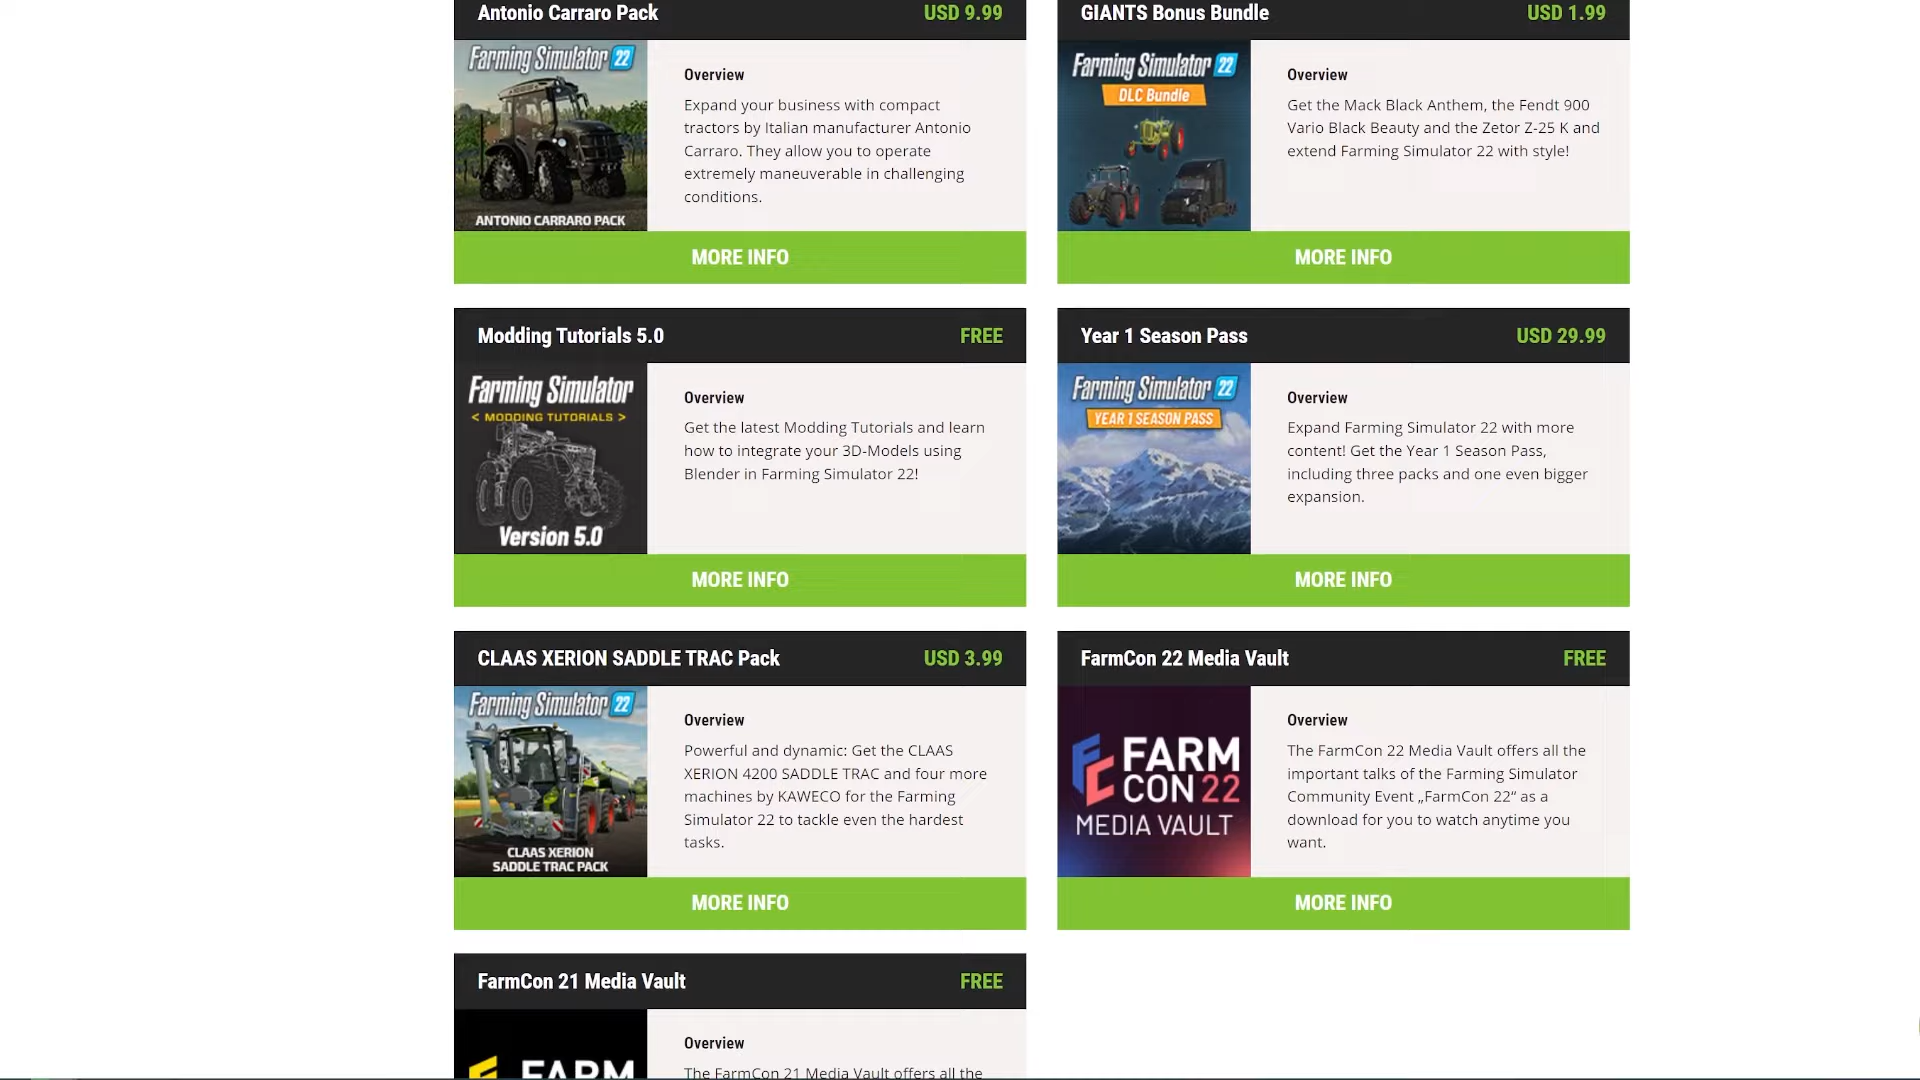 Antonio Carraro Pack
USD 9.99
Farming Simulator 22
ANTONIO CARRARO PACK
Overview
Expand your business with compact
tractors by Italian manufacturer Antonio
Carraro. They allow you to operate
extremely maneuverable in challenging
conditions.
MORE INFO
GIANTS Bonus Bundle
USD 1.99
Farming Simulator 22
DLC Bundle
Overview
Get the Mack Black Anthem, the Fendt 900
Vario Black Beauty and the Zetor Z-25 K and
extend Farming Simulator 22 with style!
MORE INFO
Modding Tutorials 5.0
FREE
Farming Simulator
< MODDING TUTORIALS >
Version 5.0
Overview
Get the latest Modding Tutorials and learn
how to integrate your 3D-Models using
Blender in Farming Simulator 22!
MORE INFO
Year 1 Season Pass
USD 29.99
Farming Simulator 22
YEAR 1 SEASON PASS
Overview
Expand Farming Simulator 22 with more
content! Get the Year 1 Season Pass,
including three packs and one even bigger
expansion.
MORE INFO
CLAAS XERION SADDLE TRAC Pack
USD 3.99
Farming Simulator 22
CLAAS XERION
SADDLE TRAC PACK
Overview
Powerful and dynamic: Get the CLAAS
XERION 4200 SADDLE TRAC and four more
machines by KAWECO for the Farming
Simulator 22 to tackle even the hardest
tasks.
MORE INFO
FarmCon 22 Media Vault
FREE
FC FARM
CON 22
MEDIA VAULT
Overview
The FarmCon 22 Media Vault offers all the
important talks of the Farming Simulator
Community Event „FarmCon 22“ as a
download for you to watch anytime you
want.
MORE INFO
FarmCon 21 Media Vault
FREE
FARM
Overview
The FarmCon 21 Media Vault offers all the